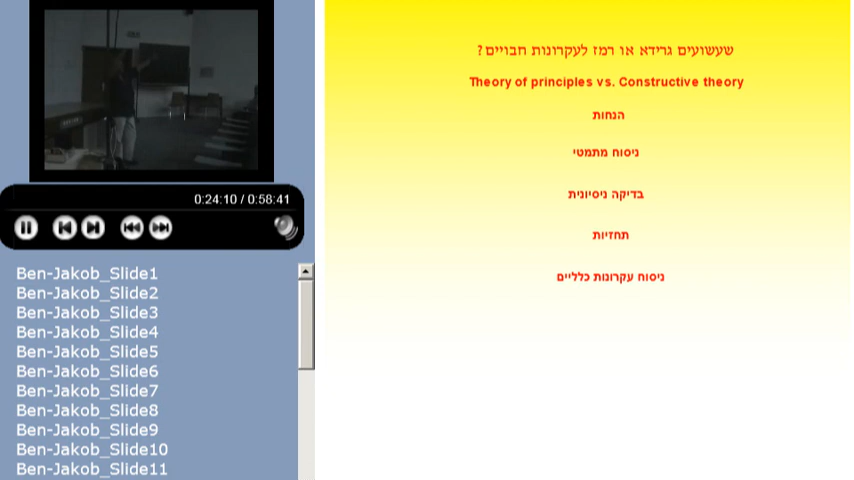 0:24:10 / 0:58:41
Ben-Jakob_Slide1
Ben-Jakob_Slide2
Ben-Jakob_Slide3
Ben-Jakob_Slide4
Ben-Jakob_Slide5
Ben-Jakob_Slide6
Ben-Jakob_Slide7
Ben-Jakob_Slide8
Ben-Jakob_Slide9
Ben-Jakob_Slide10
Ben-Jakob_Slide11
שעשועים גרידא או רמז לעקרונות חבויים?
Theory of principles vs. Constructive theory
הנחות
ניסוח מתמטי
בדיקה ניסיונית
תחזיות
ניסוח עקרונות כלליים